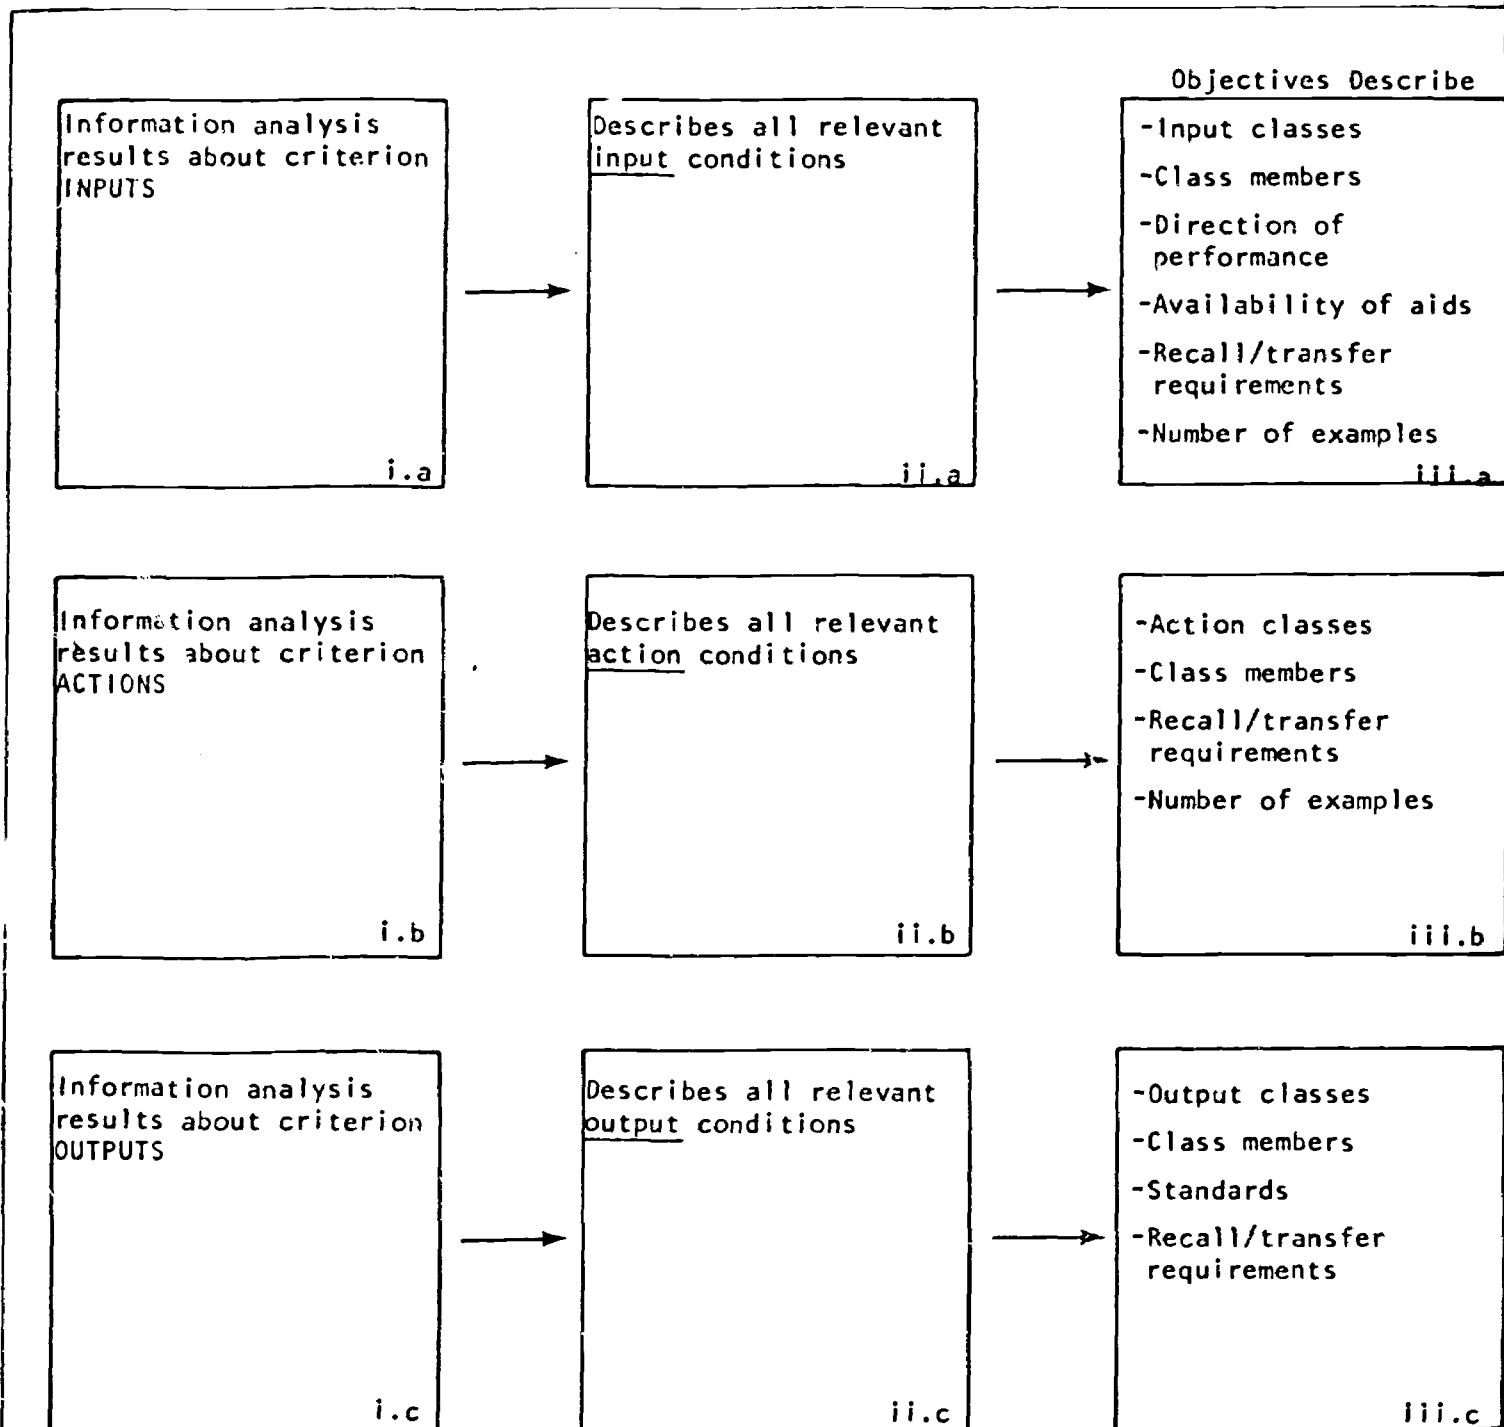 Objectives Describe
Information analysis
results about criterion
INPUTS
i.a
Describes all relevant
input conditions
ii.a
-Input classes
-Class members
-Direction of
performance
-Availability of aids
-Recall/transfer
requirements
-Number of examples
iii.a
Information analysis
results about criterion
ACTIONS
i.b
Describes all relevant
action conditions
ii.b
-Action classes
-Class members
-Recall/transfer
requirements
-Number of examples
iii.b
Information analysis
results about criterion
OUTPUTS
i.c
Describes all relevant
output conditions
ii.c
-Output classes
-Class members
-Standards
-Recall/transfer
requirements
iii.c